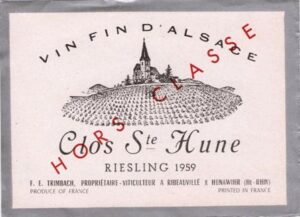 VIN FIN D'ALSACE
HORS CLASSE
Clos Ste Hune
RIESLING 1959
F. E. TRIMBACH, PROPRIÉTAIRE-VITICULTEUR A RIBEAUVILLÉ & HUNAWIHR (Ht-RHIN)
PRODUCE OF FRANCE
PRINTED IN FRANCE